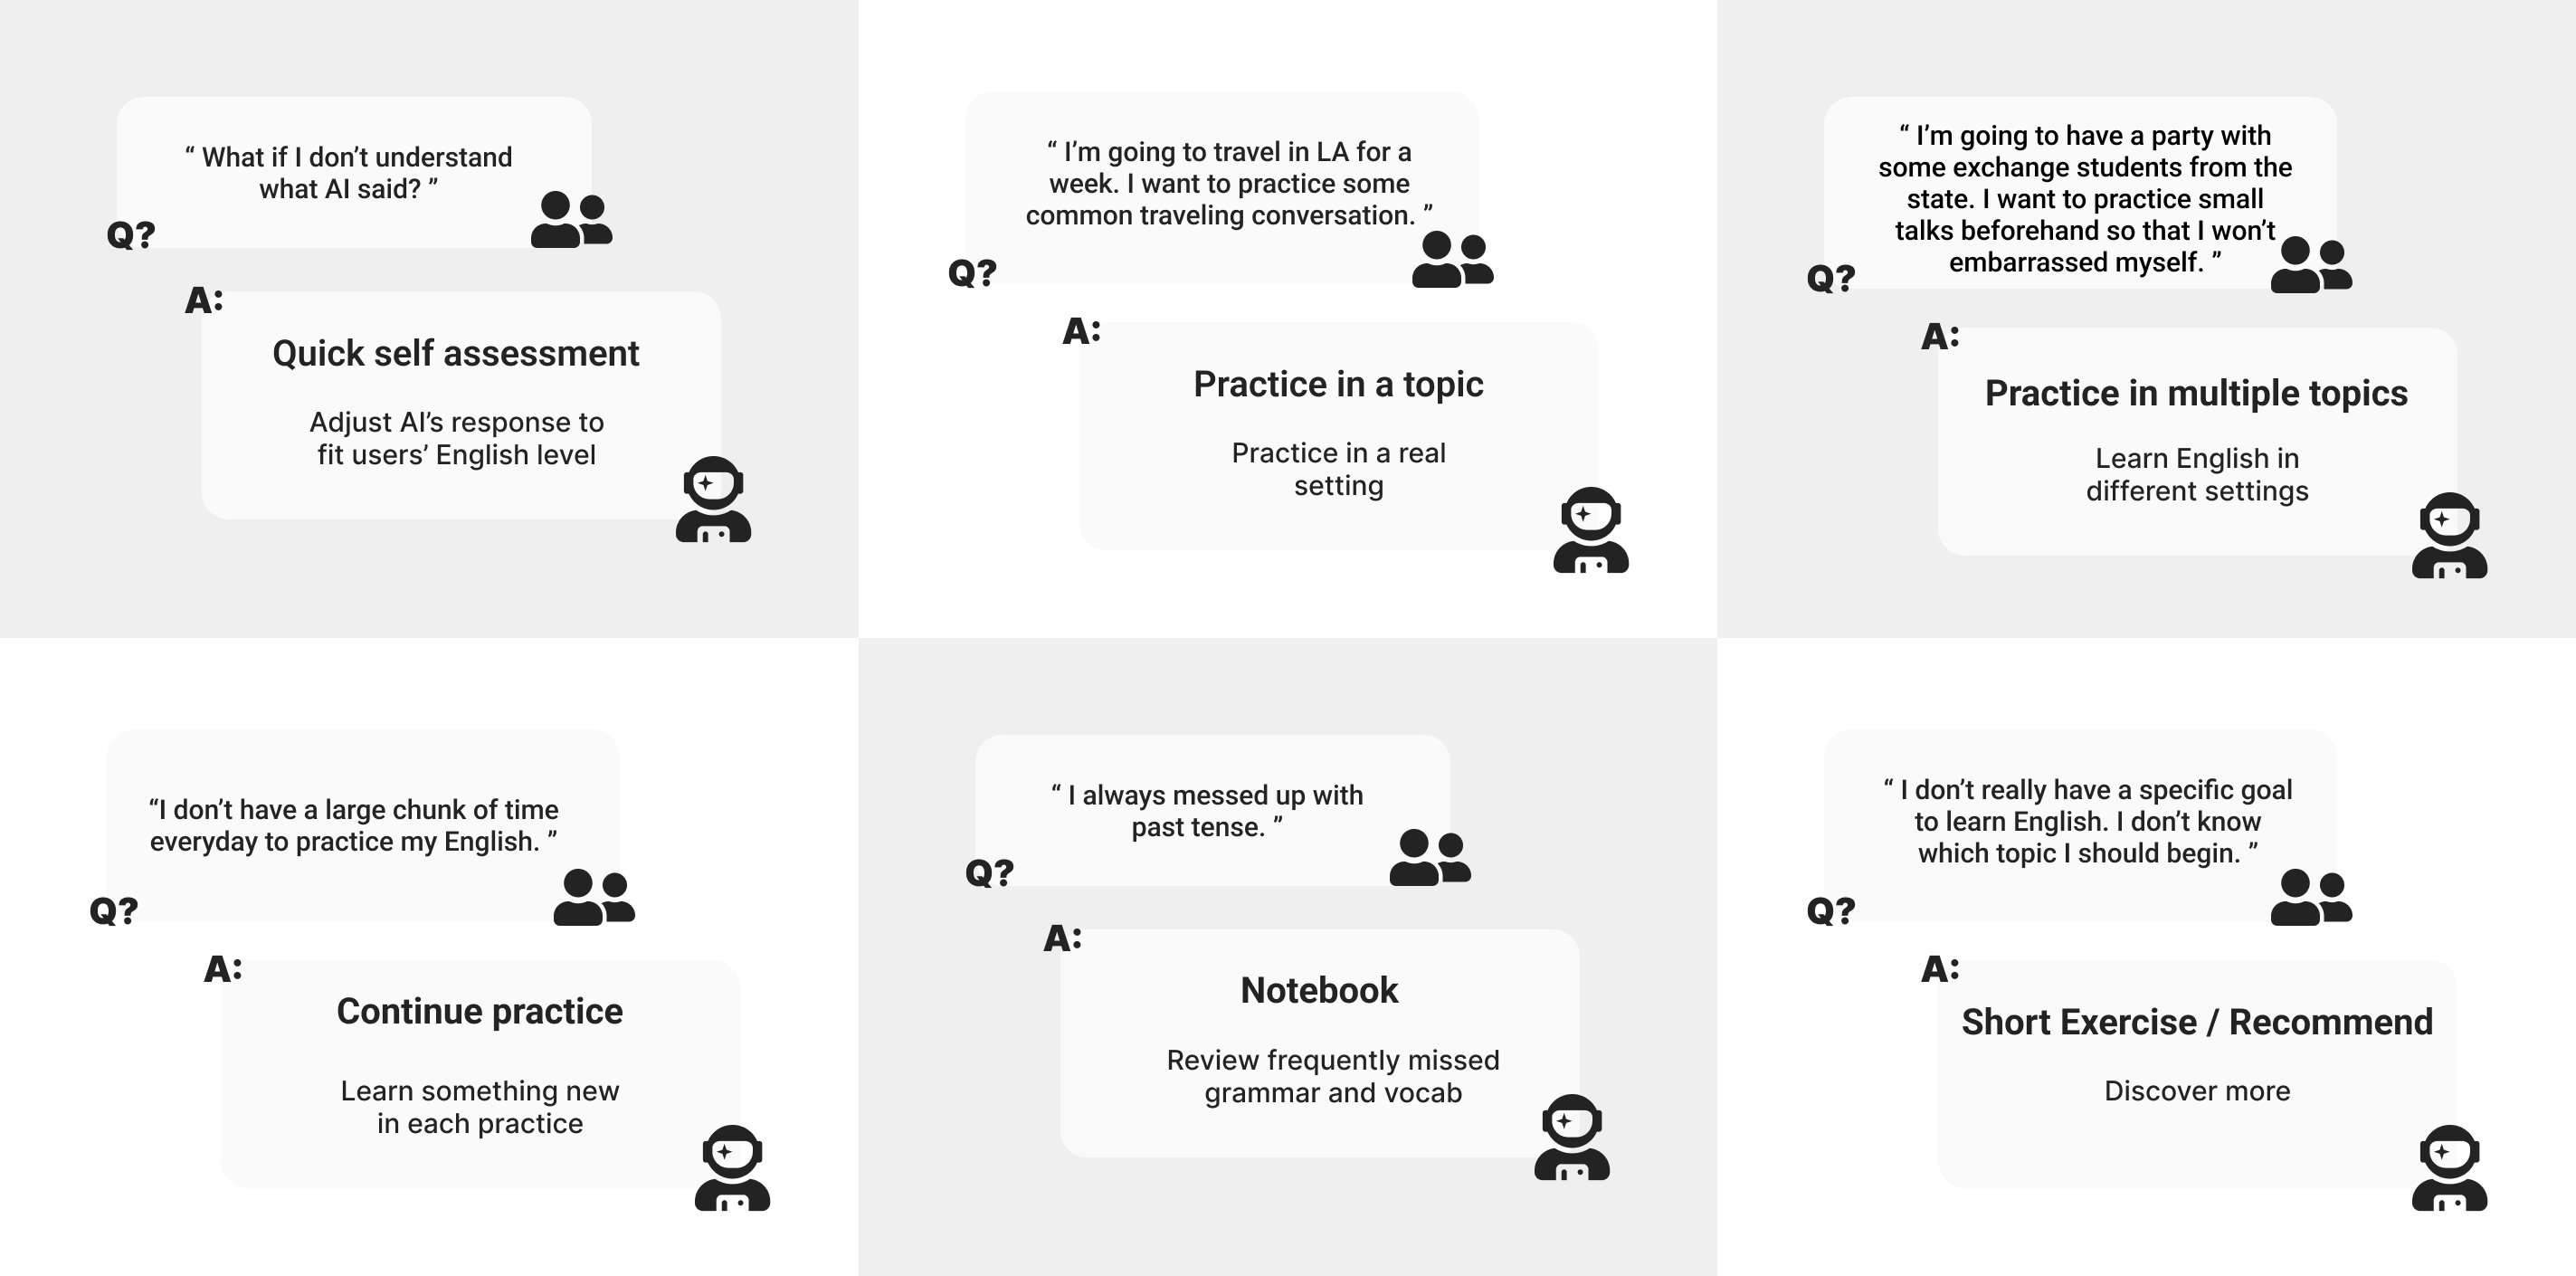 “ What if I don’t understand
what AI said? ”
Q?
A:
Quick self assessment
Adjust AI’s response to
fit users’ English level
“ I’m going to travel in LA for a
week. I want to practice some
common traveling conversation. ”
Q?
A:
Practice in a topic
Practice in a real
setting
“ I’m going to have a party with
some exchange students from the
state. I want to practice small
talks beforehand so that I won’t
embarrassed myself. ”
Q?
A:
Practice in multiple topics
Learn English in
different settings
“I don’t have a large chunk of time
everyday to practice my English. ”
Q?
A:
Continue practice
Learn something new
in each practice
“ I always messed up with
past tense. ”
Q?
A:
Notebook
Review frequently missed
grammar and vocab
“ I don’t really have a specific goal
to learn English. I don’t know
which topic I should begin. ”
Q?
A:
Short Exercise / Recommend
Discover more